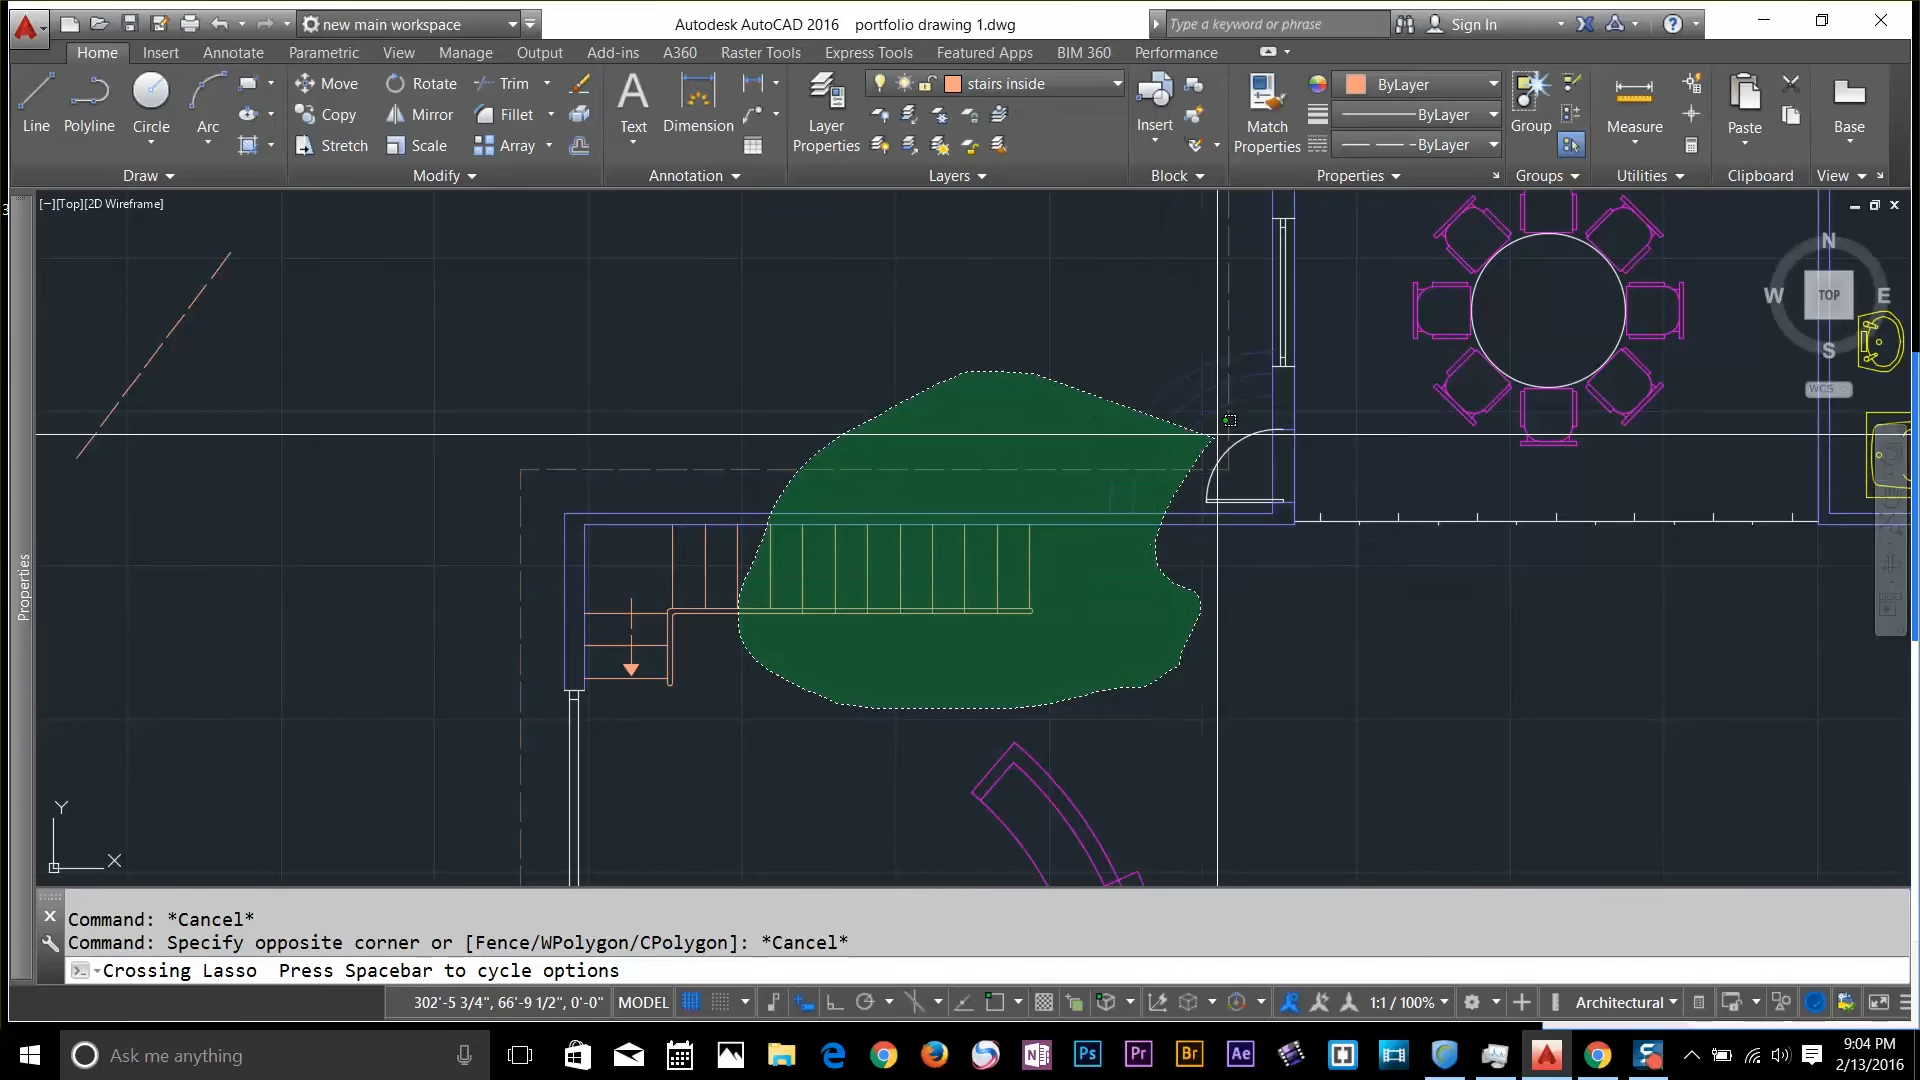 new main workspace
Autodesk AutoCAD 2016    portfolio drawing 1.dwg
Type a keyword or phrase
Sign In
Home Insert Annotate Parametric View Manage Output Add-ins A360 Raster Tools Express Tools Featured Apps BIM 360 Performance
Line Polyline Circle Arc
Move Rotate Trim
Copy Mirror Fillet
Stretch Scale Array
Text Dimension
Layer Properties
stairs inside
Insert
Match Properties
ByLayer
ByLayer
ByLayer
Group Measure Paste Base
Draw Modify Annotation Layers Block Properties Groups Utilities Clipboard View
3
[−][Top][2D Wireframe]
N
W TOP E
S
WCS
Properties
Y
X
Command: *Cancel*
Command: Specify opposite corner or [Fence/WPolygon/CPolygon]: *Cancel*
Crossing Lasso  Press Spacebar to cycle options
302'-5 3/4", 66'-9 1/2", 0'-0" MODEL 1:1 / 100% Architectural
Ask me anything
N Ps Pr Br Ae
9:04 PM
2/13/2016